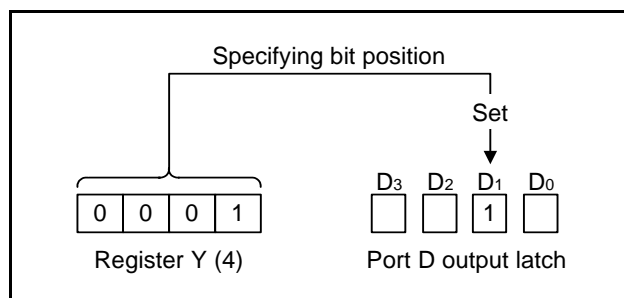 Specifying bit position
Set
D3 D2 D1 D0
0 0 0 1 1
Register Y (4) Port D output latch